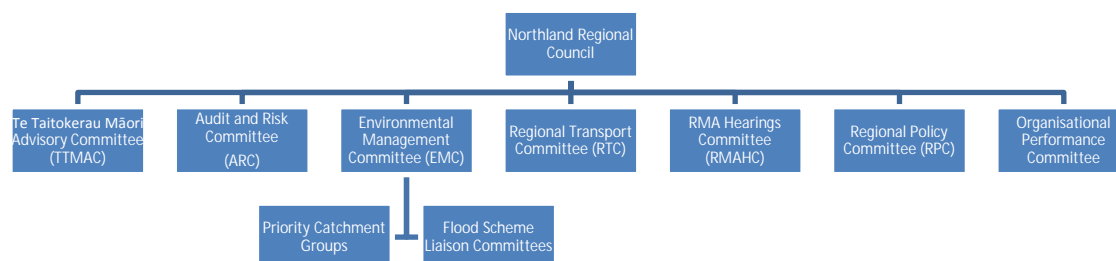 Northland Regional
Council
Te Taitokerau Māori
Advisory Committee
(TTMAC)
Audit and Risk
Committee
(ARC)
Environmental
Management
Committee (EMC)
Regional Transport
Committee (RTC)
RMA Hearings
Committee
(RMAHC)
Regional Policy
Committee (RPC)
Organisational
Performance
Committee
Priority Catchment
Groups
Flood Scheme
Liaison Committees